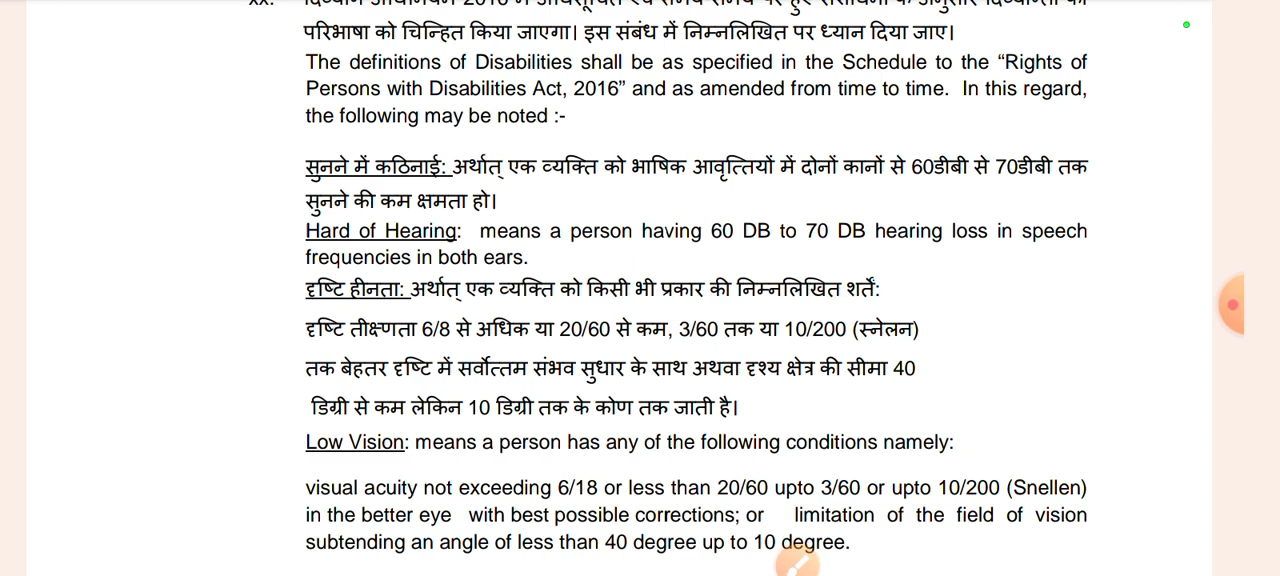 परिभाषा को चिन्हित किया जाएगा। इस संबंध में निम्नलिखित पर ध्यान दिया जाए।
The definitions of Disabilities shall be as specified in the Schedule to the “Rights of
Persons with Disabilities Act, 2016” and as amended from time to time. In this regard,
the following may be noted :-
सुनने में कठिनाई: अर्थात् एक व्यक्ति को भाषिक आवृत्तियों में दोनों कानों से 60डीबी से 70डीबी तक
सुनने की कम क्षमता हो।
Hard of Hearing: means a person having 60 DB to 70 DB hearing loss in speech
frequencies in both ears.
दृष्टि हीनता: अर्थात् एक व्यक्ति को किसी भी प्रकार की निम्नलिखित शर्तें:
दृष्टि तीक्ष्णता 6/8 से अधिक या 20/60 से कम, 3/60 तक या 10/200 (स्नेलन)
तक बेहतर दृष्टि में सर्वोत्तम संभव सुधार के साथ अथवा दृश्य क्षेत्र की सीमा 40
डिग्री से कम लेकिन 10 डिग्री तक के कोण तक जाती है।
Low Vision: means a person has any of the following conditions namely:
visual acuity not exceeding 6/18 or less than 20/60 upto 3/60 or upto 10/200 (Snellen)
in the better eye with best possible corrections; or limitation of the field of vision
subtending an angle of less than 40 degree up to 10 degree.